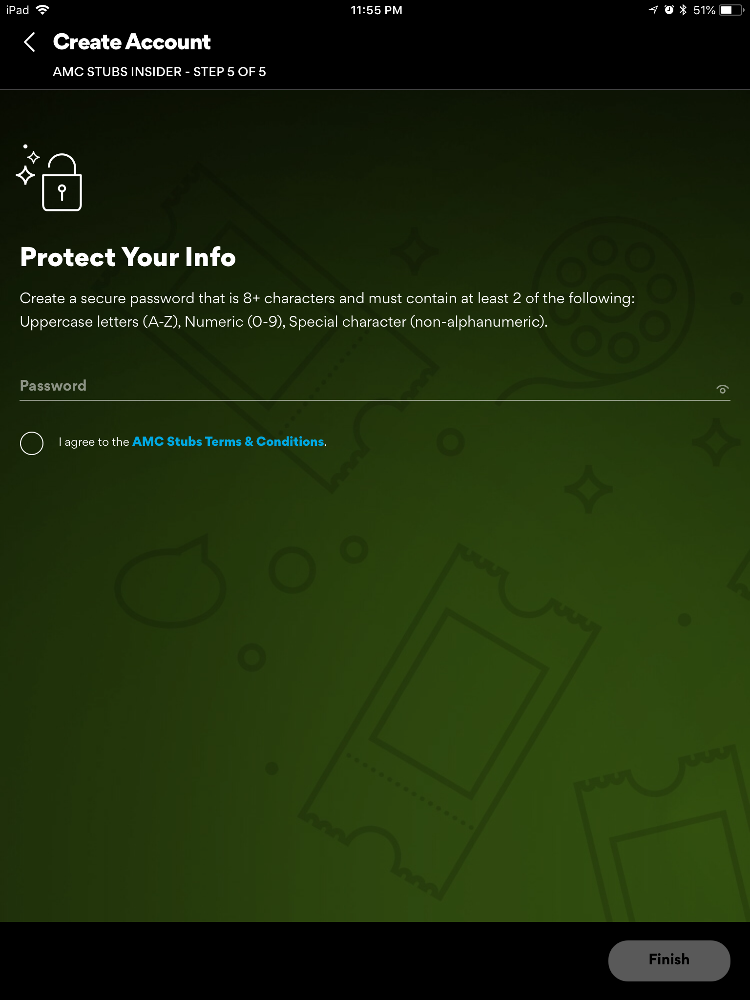 iPad 11:55 PM 51%
Create Account
AMC STUBS INSIDER - STEP 5 OF 5
Protect Your Info
Create a secure password that is 8+ characters and must contain at least 2 of the following:
Uppercase letters (A-Z), Numeric (0-9), Special character (non-alphanumeric).
Password
I agree to the AMC Stubs Terms & Conditions.
Finish